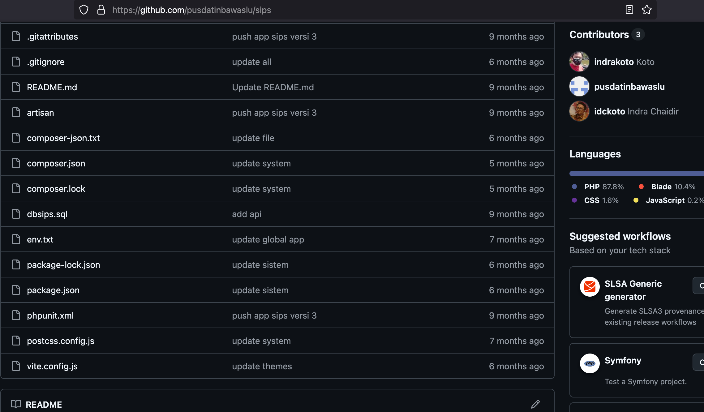 https://github.com/pusdatinbawaslu/sips
.gitattributes push app sips versi 3 9 months ago
.gitignore update all 6 months ago
README.md Update README.md 9 months ago
artisan push app sips versi 3 9 months ago
composer-json.txt update file 6 months ago
composer.json update system 5 months ago
composer.lock update system 5 months ago
dbsips.sql add api 9 months ago
env.txt update global app 7 months ago
package-lock.json update sistem 6 months ago
package.json update sistem 6 months ago
phpunit.xml push app sips versi 3 9 months ago
postcss.config.js update system 7 months ago
vite.config.js update themes 6 months ago
README
Contributors 3
indrakoto Koto
pusdatinbawaslu
idckoto Indra Chaidir
Languages
PHP 87.8% Blade 10.4%
CSS 1.6% JavaScript 0.2%
Suggested workflows
Based on your tech stack
SLSA Generic
generator
Generate SLSA3 provenance
existing release workflows
Symfony
Test a Symfony project.